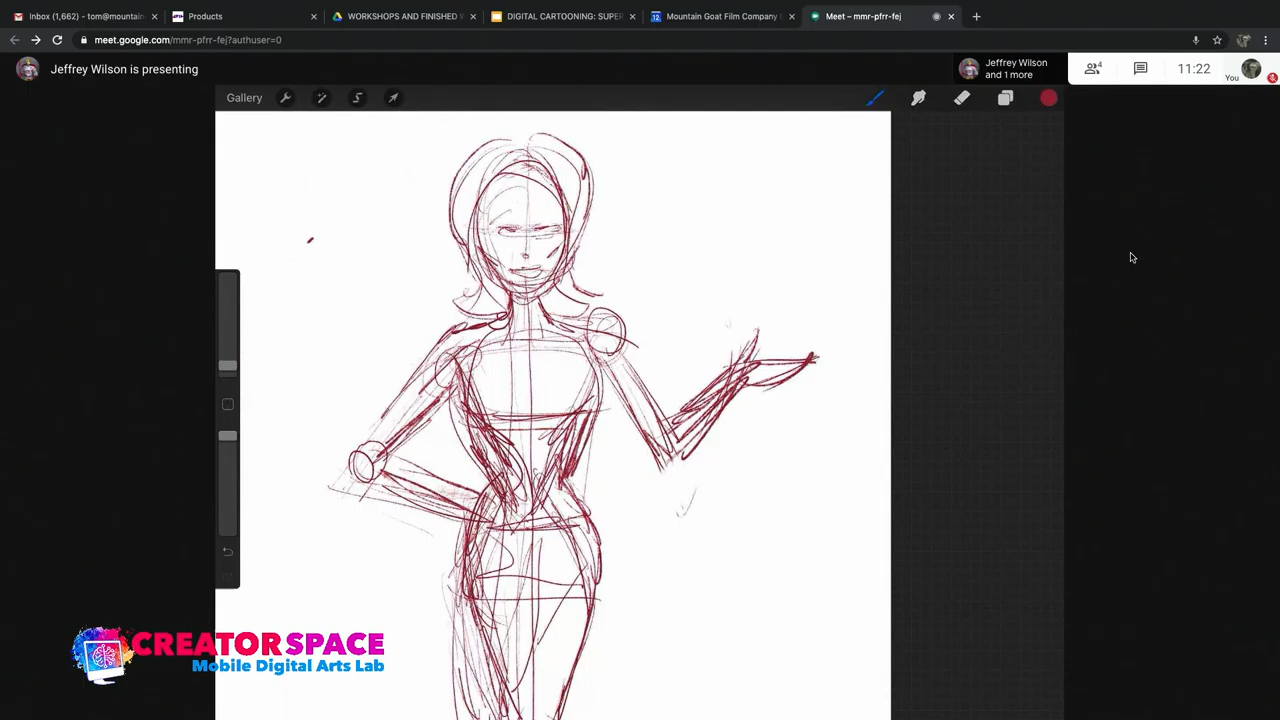 Inbox (1,662) - tom@mountain
Products
WORKSHOPS AND FINISHED
DIGITAL CARTOONING: SUPER
Mountain Goat Film Company
Meet – mmr-pfrr-fej
meet.google.com/mmr-pfrr-fej?authuser=0
Jeffrey Wilson is presenting
Jeffrey Wilson
and 1 more
4
11:22
You
Gallery
CREATORSPACE
Mobile Digital Arts Lab